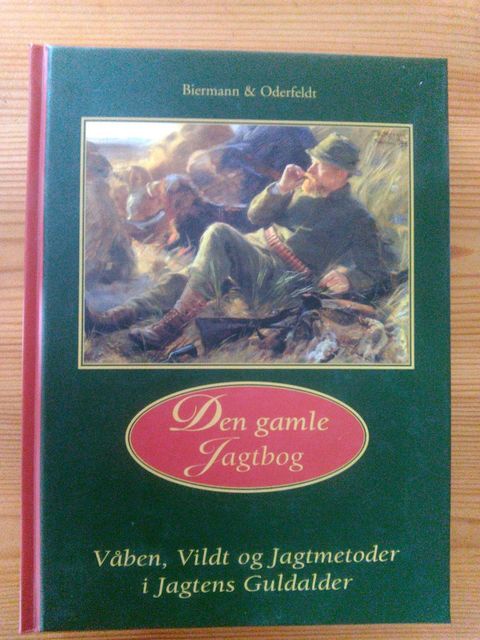 Biermann & Oderfeldt
Den gamle
Jagtbog
Våben, Vildt og Jagtmetoder
i Jagtens Guldalder